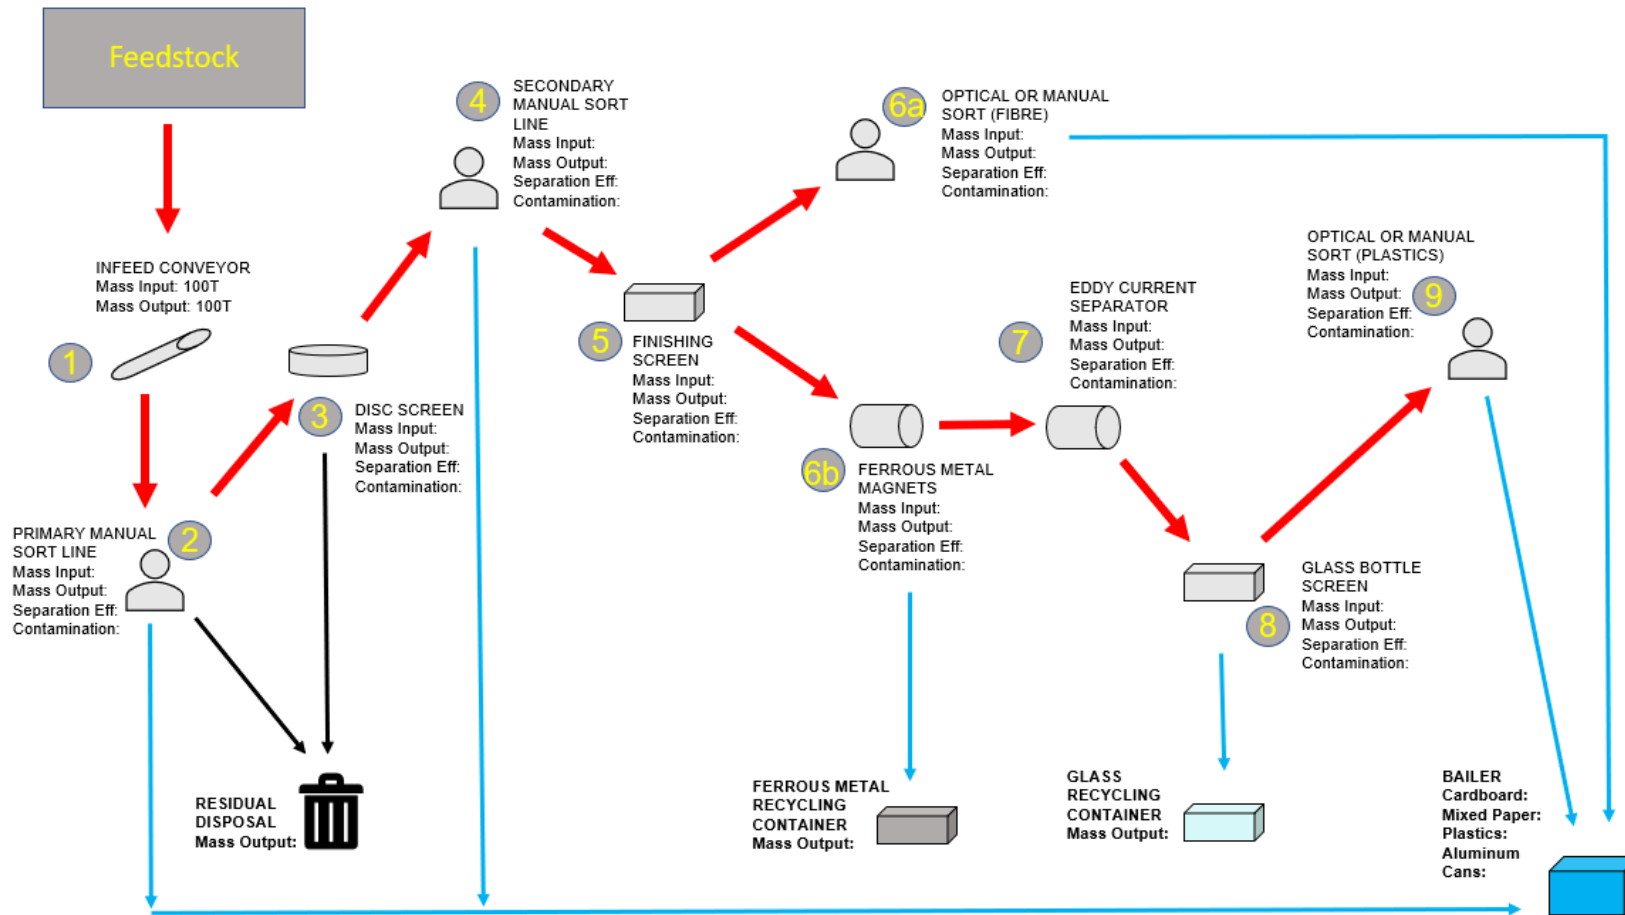 Feedstock
INFEED CONVEYOR
Mass Input: 100T
Mass Output: 100T
1
PRIMARY MANUAL
SORT LINE
Mass Input:
Mass Output:
Separation Eff:
Contamination:
2
3
DISC SCREEN
Mass Input:
Mass Output:
Separation Eff:
Contamination:
RESIDUAL
DISPOSAL
Mass Output:
4
SECONDARY
MANUAL SORT
LINE
Mass Input:
Mass Output:
Separation Eff:
Contamination:
5
FINISHING
SCREEN
Mass Input:
Mass Output:
Separation Eff:
Contamination:
6a
OPTICAL OR MANUAL
SORT (FIBRE)
Mass Input:
Mass Output:
Separation Eff:
Contamination:
6b
FERROUS METAL
MAGNETS
Mass Input:
Mass Output:
Separation Eff:
Contamination:
FERROUS METAL
RECYCLING
CONTAINER
Mass Output:
7
EDDY CURRENT
SEPARATOR
Mass Input:
Mass Output:
Separation Eff:
Contamination:
8
GLASS BOTTLE
SCREEN
Mass Input:
Mass Output:
Separation Eff:
Contamination:
GLASS
RECYCLING
CONTAINER
Mass Output:
OPTICAL OR MANUAL
SORT (PLASTICS)
Mass Input:
Mass Output:
Separation Eff:
Contamination:
9
BAILER
Cardboard:
Mixed Paper:
Plastics:
Aluminum
Cans: